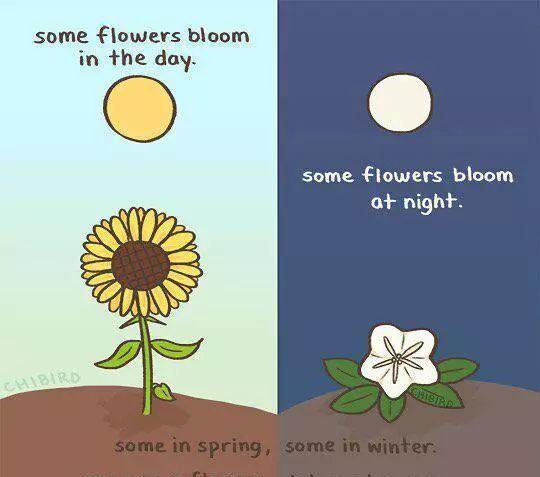 some flowers bloom
in the day.
some flowers bloom
at night.
CHIBIRD
CHIBIRD
some in spring, some in winter.